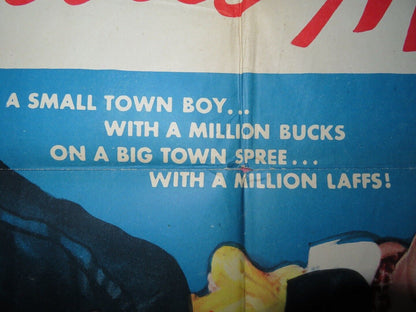 A SMALL TOWN BOY...
WITH A MILLION BUCKS
ON A BIG TOWN SPREE...
WITH A MILLION LAFFS!